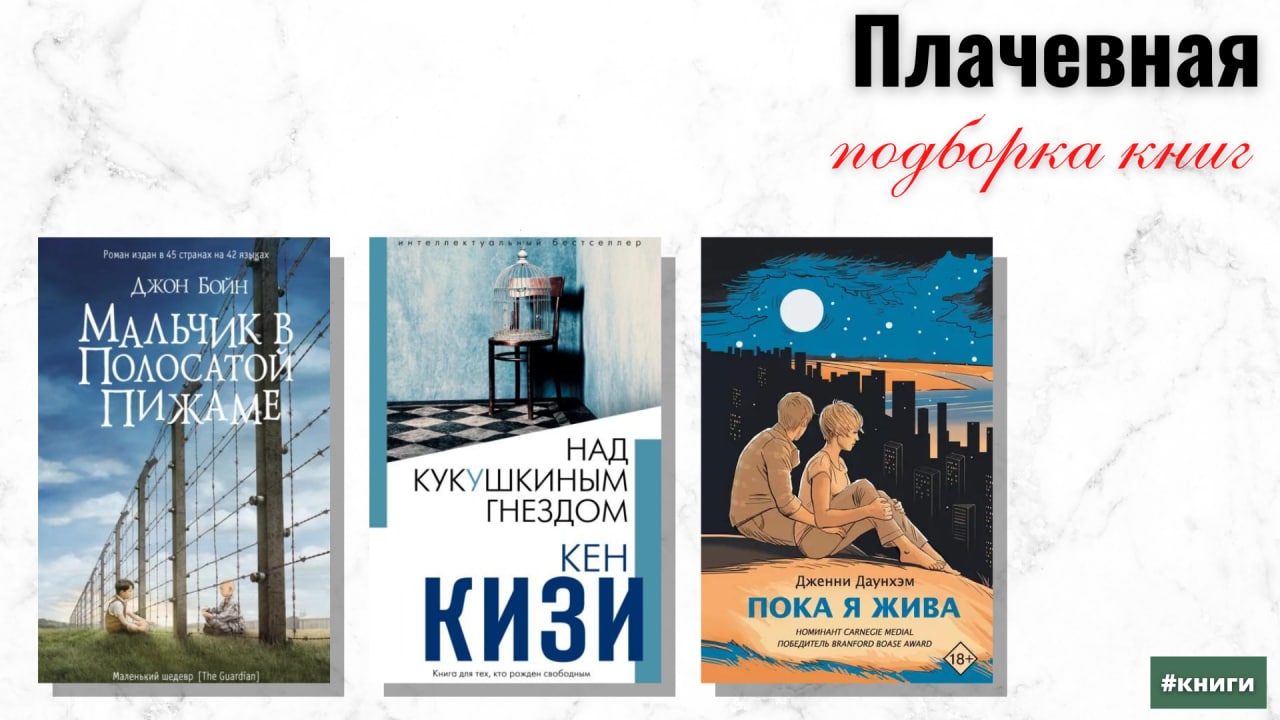 Плачевная
подборка книг
Роман издан в 45 странах на 42 языках
Джон Бойн
Мальчик в
Полосатой
Пижаме
Маленький шедевр [The Guardian]
интеллектуальный бестселлер
НАД
КУКУШКИНЫМ
ГНЕЗДОМ
КЕН
КИЗИ
Книга для тех, кто рожден свободным
Дженни Даунхэм
ПОКА Я ЖИВА
НОМИНАНТ CARNEGIE MEDIAL
ПОБЕДИТЕЛЬ BRANFORD BOASE AWARD
18+
#книги